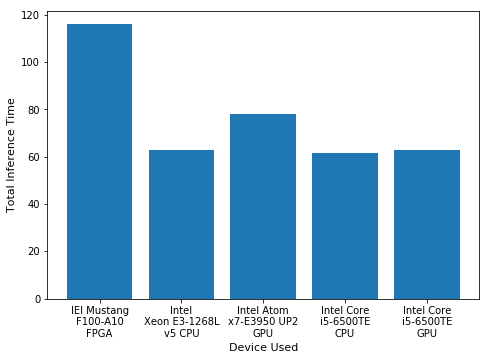 120
100
80
60
40
20
0
Total Inference Time
IEI Mustang
F100-A10
FPGA
Intel
Xeon E3-1268L
v5 CPU
Intel Atom
x7-E3950 UP2
GPU
Intel Core
i5-6500TE
CPU
Intel Core
i5-6500TE
GPU
Device Used